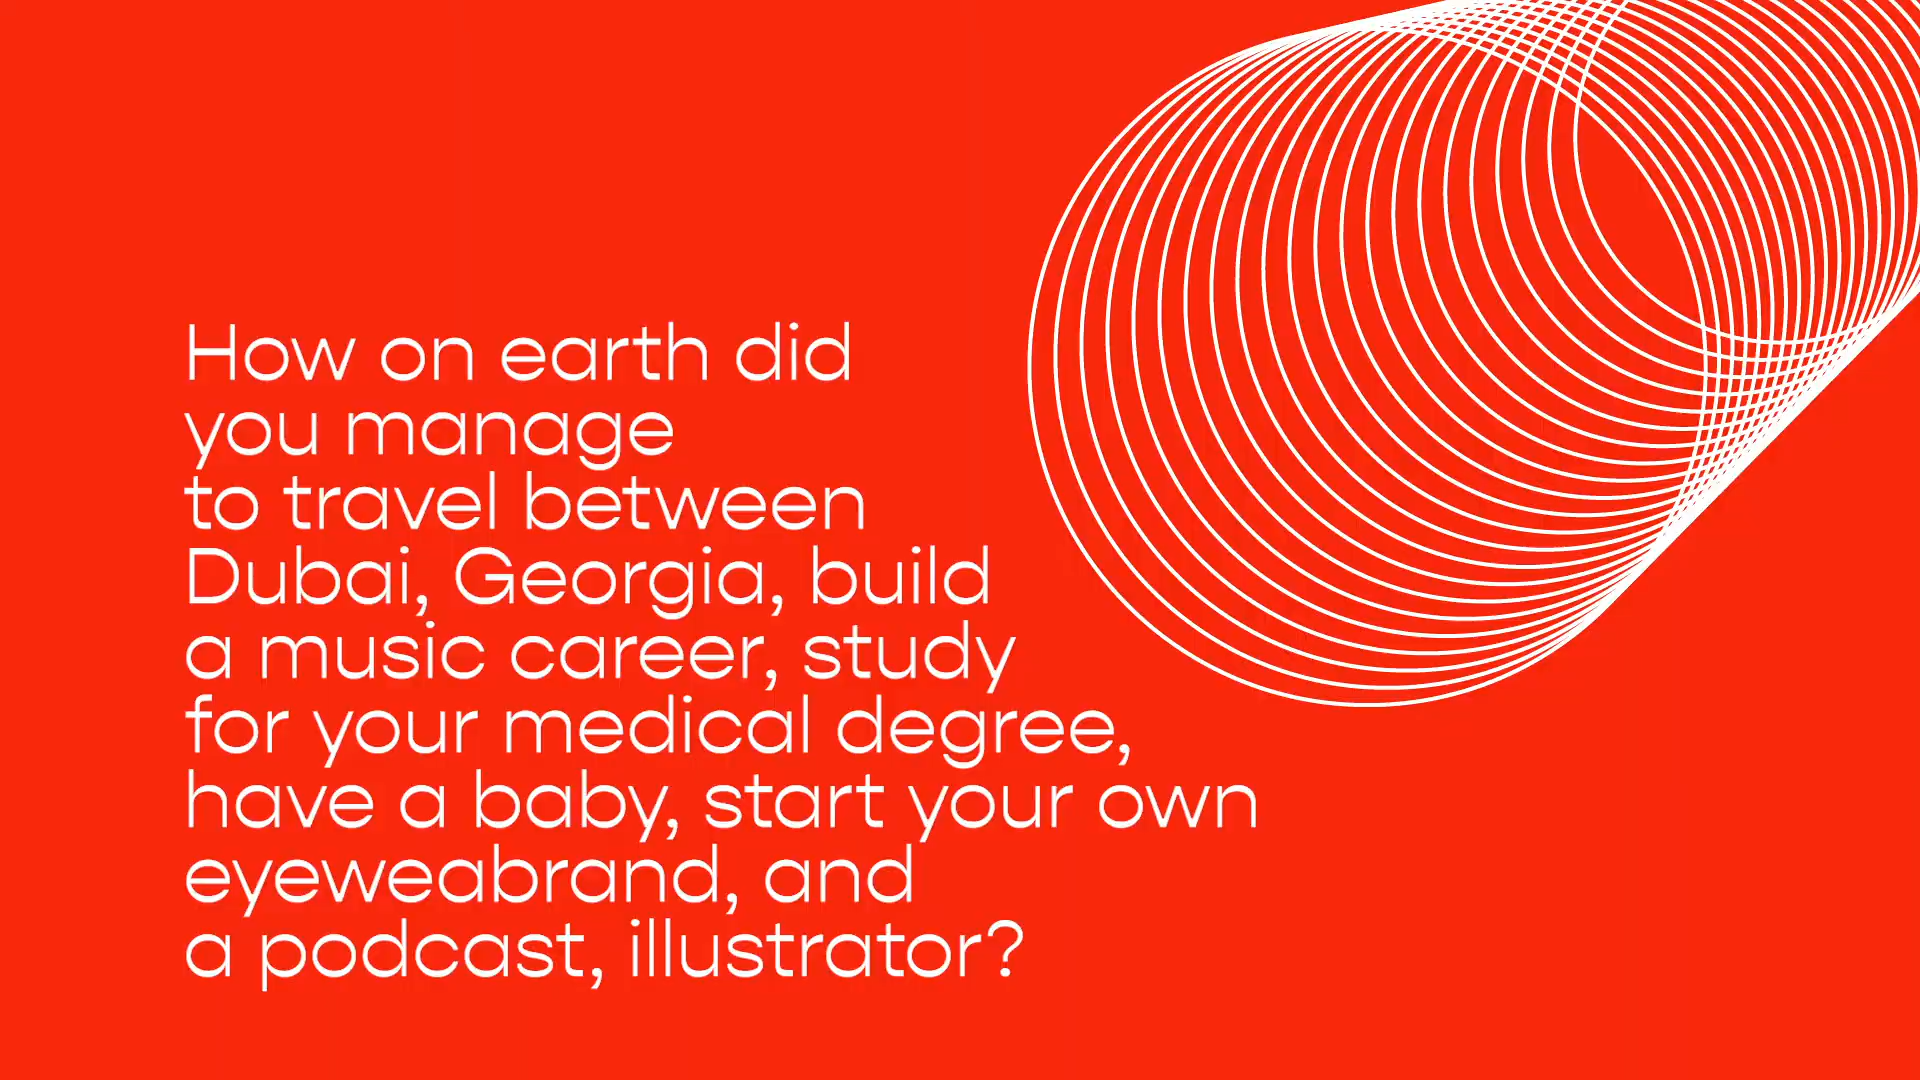 How on earth did
you manage
to travel between
Dubai, Georgia, build
a music career, study
for your medical degree,
have a baby, start your own
eyeweabrand, and
a podcast, illustrator?